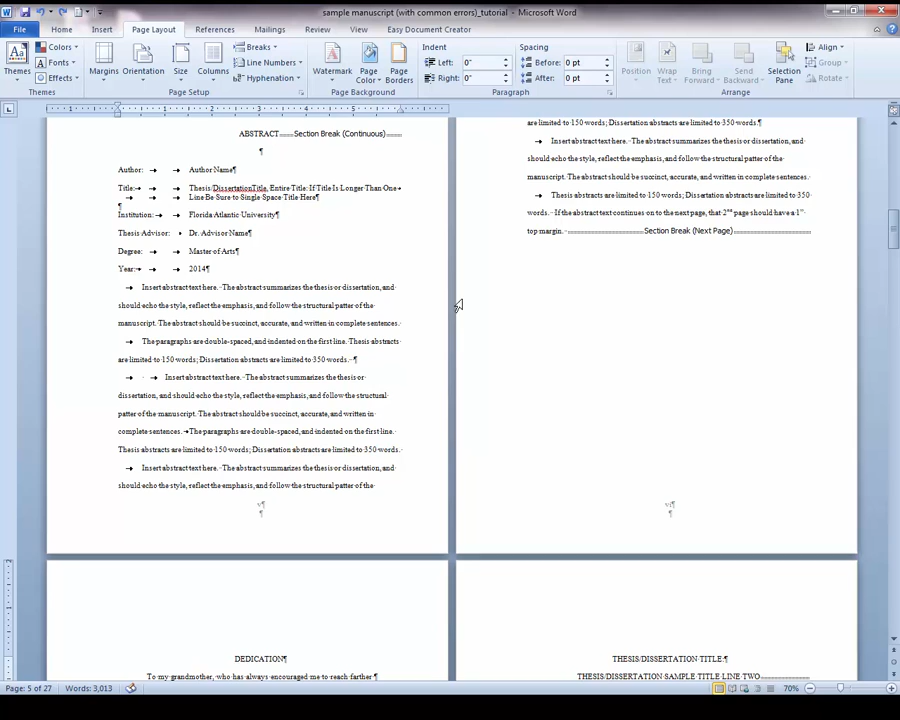 sample manuscript (with common errors)_tutorial - Microsoft Word
File Home Insert Page Layout References Mailings Review View Easy Document Creator
Themes Colors Fonts Effects Margins Orientation Size Columns Breaks Line Numbers Hyphenation Watermark Page Color Page Borders Indent Left: 0" Right: 0" Spacing Before: 0 pt After: 0 pt Position Wrap Text Bring Forward Send Backward Selection Pane Align Group Rotate
Themes Page Setup Page Background Paragraph Arrange
ABSTRACT Section Break (Continuous)
Author: Author Name
Title: Thesis/DissertationTitle, Entire Title: If Title Is Longer Than One
Line Be Sure to Single Space Title Here
Institution: Florida Atlantic University
Thesis Advisor: Dr. Advisor Name
Degree: Master of Arts
Year: 2014
Insert abstract text here. The abstract summarizes the thesis or dissertation, and
should echo the style, reflect the emphasis, and follow the structural patter of the
manuscript. The abstract should be succinct, accurate, and written in complete sentences.
The paragraphs are double-spaced, and indented on the first line. Thesis abstracts
are limited to 150 words; Dissertation abstracts are limited to 350 words.
Insert abstract text here. The abstract summarizes the thesis or
dissertation, and should echo the style, reflect the emphasis, and follow the structural
patter of the manuscript. The abstract should be succinct, accurate, and written in
complete sentences. The paragraphs are double-spaced, and indented on the first line.
Thesis abstracts are limited to 150 words; Dissertation abstracts are limited to 350 words.
Insert abstract text here. The abstract summarizes the thesis or dissertation, and
should echo the style, reflect the emphasis, and follow the structural patter of the
v
are limited to 150 words; Dissertation abstracts are limited to 350 words.
Insert abstract text here. The abstract summarizes the thesis or dissertation, and
should echo the style, reflect the emphasis, and follow the structural patter of the
manuscript. The abstract should be succinct, accurate, and written in complete sentences.
Thesis abstracts are limited to 150 words; Dissertation abstracts are limited to 350
words. If the abstract text continues on to the next page, that 2nd page should have a 1"
top margin. Section Break (Next Page)
vi
DEDICATION
To my grandmother, who has always encouraged me to reach farther
THESIS/DISSERTATION TITLE:
THESIS/DISSERTATION SAMPLE TITLE LINE TWO
Page: 5 of 27 Words: 3,013 70%